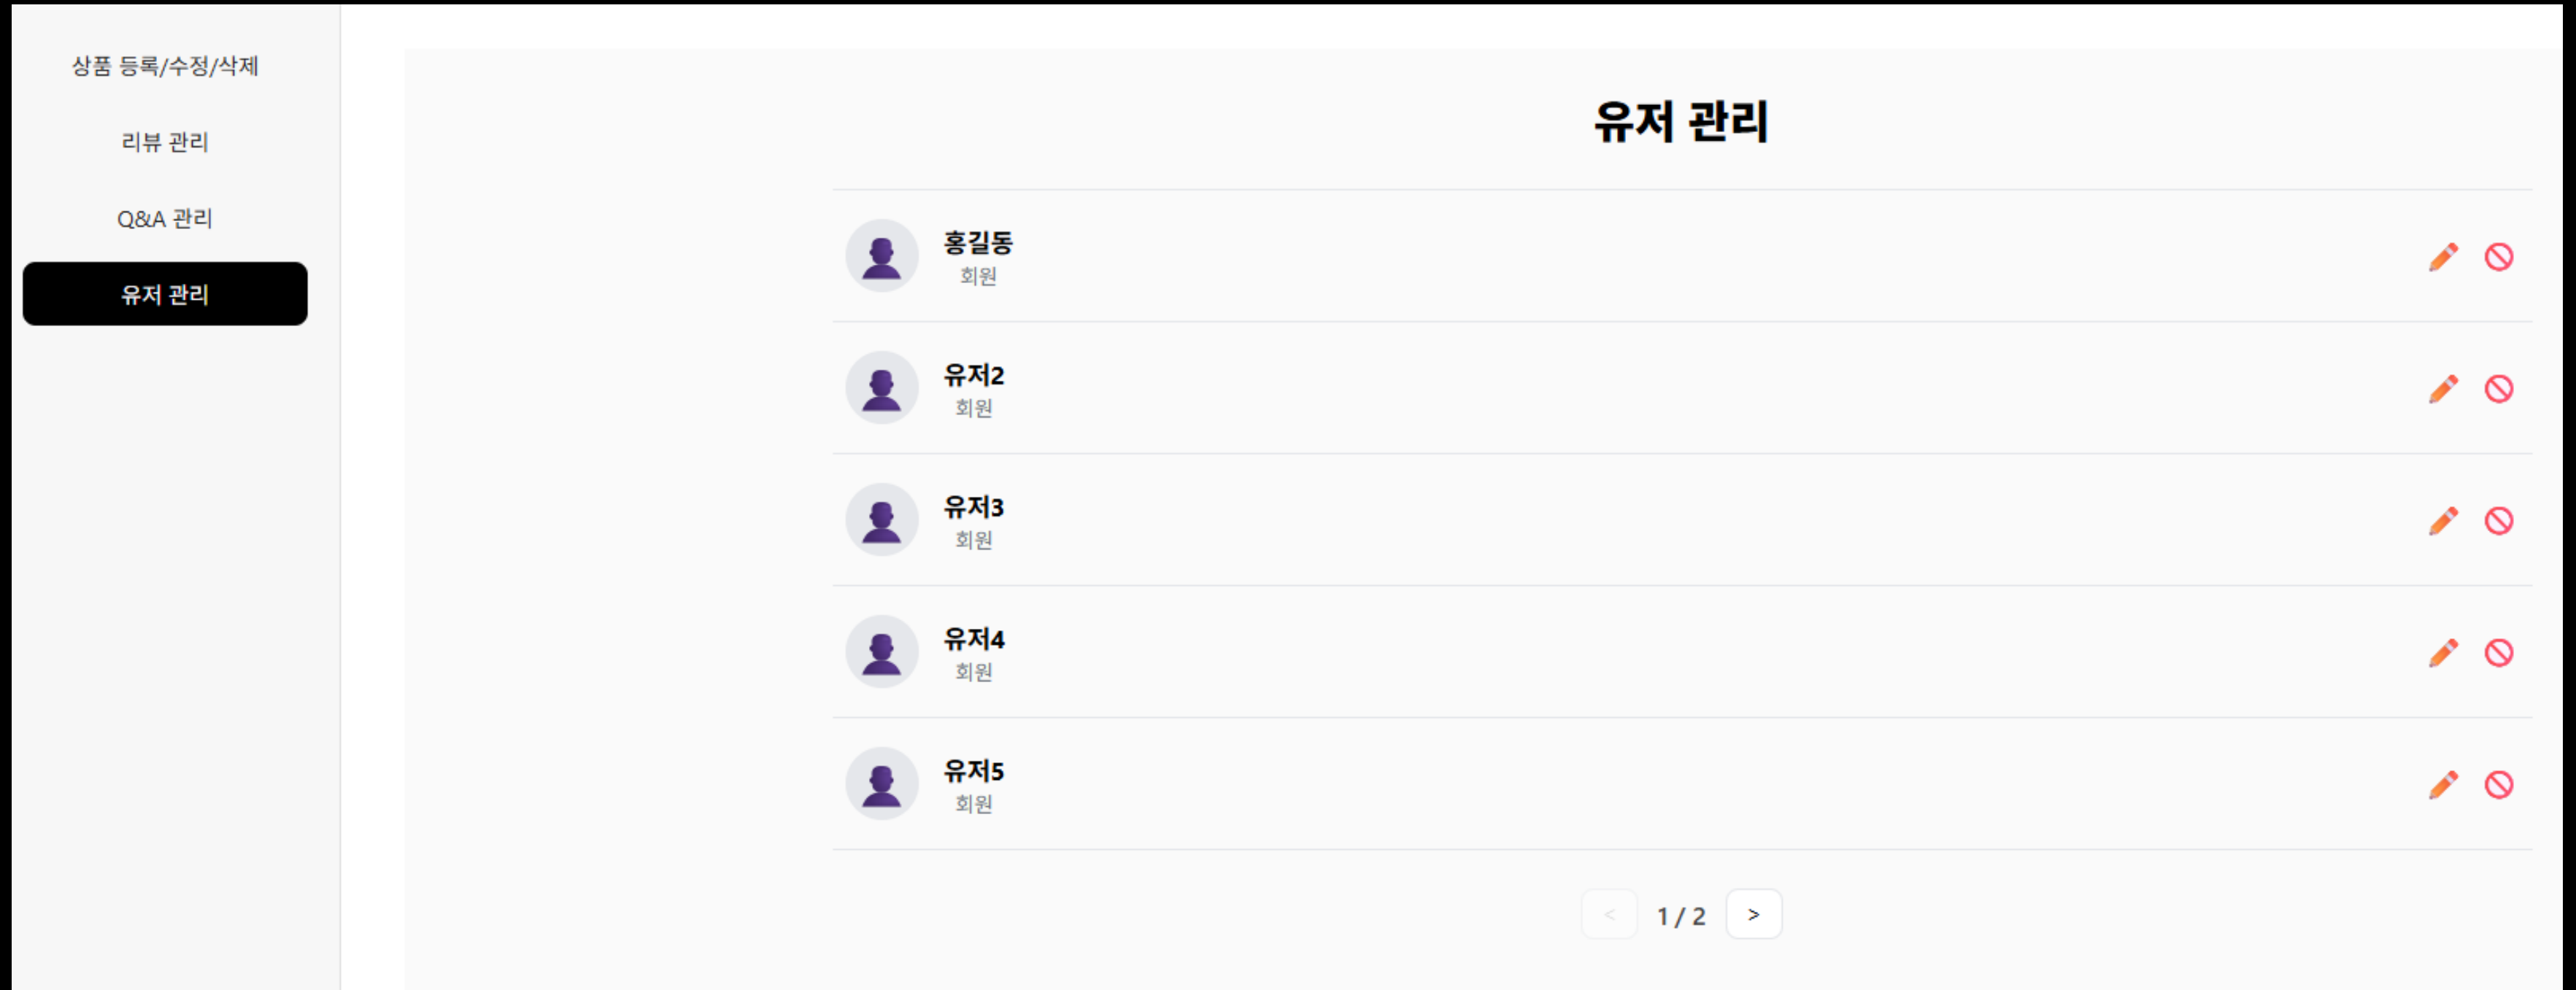 상품 등록/수정/삭제
리뷰 관리
Q&A 관리
유저 관리
유저 관리
홍길동
회원
유저2
회원
유저3
회원
유저4
회원
유저5
회원
< 1 / 2 >